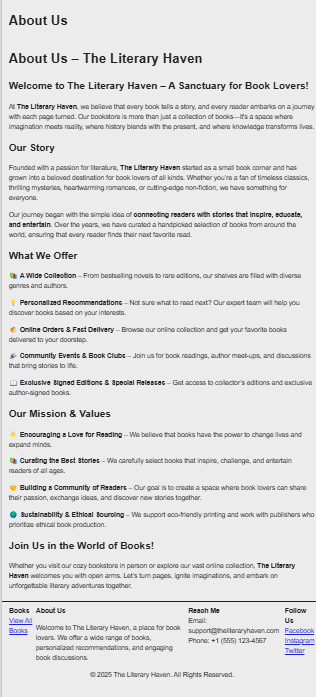 About Us
About Us – The Literary Haven
Welcome to The Literary Haven – A Sanctuary for Book Lovers!
At The Literary Haven, we believe that every book tells a story, and every reader embarks on a journey
with each page turned. Our bookstore is more than just a collection of books—it's a space where
imagination meets reality, where history blends with the present, and where knowledge transforms lives.
Our Story
Founded with a passion for literature, The Literary Haven started as a small book corner and has
grown into a beloved destination for book lovers of all kinds. Whether you're a fan of timeless classics,
thrilling mysteries, heartwarming romances, or cutting-edge non-fiction, we have something for
everyone.
Our journey began with the simple idea of connecting readers with stories that inspire, educate,
and entertain. Over the years, we have curated a handpicked selection of books from around the
world, ensuring that every reader finds their next favorite read.
What We Offer
📚 A Wide Collection – From bestselling novels to rare editions, our shelves are filled with diverse
genres and authors.
💡 Personalized Recommendations – Not sure what to read next? Our expert team will help you
discover books based on your interests.
📦 Online Orders & Fast Delivery – Browse our online collection and get your favorite books
delivered to your doorstep.
🎉 Community Events & Book Clubs – Join us for book readings, author meet-ups, and discussions
that bring stories to life.
📖 Exclusive Signed Editions & Special Releases – Get access to collector's editions and exclusive
author-signed books.
Our Mission & Values
🌟 Encouraging a Love for Reading – We believe that books have the power to change lives and
expand minds.
📚 Curating the Best Stories – We carefully select books that inspire, challenge, and entertain
readers of all ages.
🤝 Building a Community of Readers – Our goal is to create a space where book lovers can share
their passion, exchange ideas, and discover new stories together.
🌍 Sustainability & Ethical Sourcing – We support eco-friendly printing and work with publishers who
prioritize ethical book production.
Join Us in the World of Books!
Whether you visit our cozy bookstore in person or explore our vast online collection, The Literary
Haven welcomes you with open arms. Let's turn pages, ignite imaginations, and embark on
unforgettable literary adventures together.
Books
View All
Books
About Us
Welcome to The Literary Haven, a place for book
lovers. We offer a wide range of books,
personalized recommendations, and engaging
book discussions.
Reach Me
Email:
support@theliteraryhaven.com
Phone: +1 (555) 123-4567
Follow
Us
Facebook
Instagram
Twitter
© 2025 The Literary Haven. All Rights Reserved.